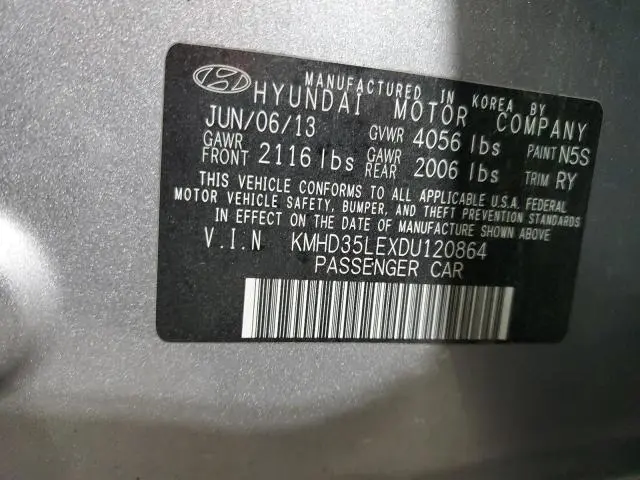 MANUFACTURED IN KOREA BY
HYUNDAI MOTOR COMPANY
JUN/06/13 GVWR 4056 lbs PAINT N5S
GAWR FRONT 2116 lbs GAWR REAR 2006 lbs TRIM RY
THIS VEHICLE CONFORMS TO ALL APPLICABLE U.S.A. FEDERAL
MOTOR VEHICLE SAFETY, BUMPER, AND THEFT PREVENTION STANDARDS
IN EFFECT ON THE DATE OF MANUFACTURE SHOWN ABOVE.
V.I.N KMHD35LEXDU120864
PASSENGER CAR